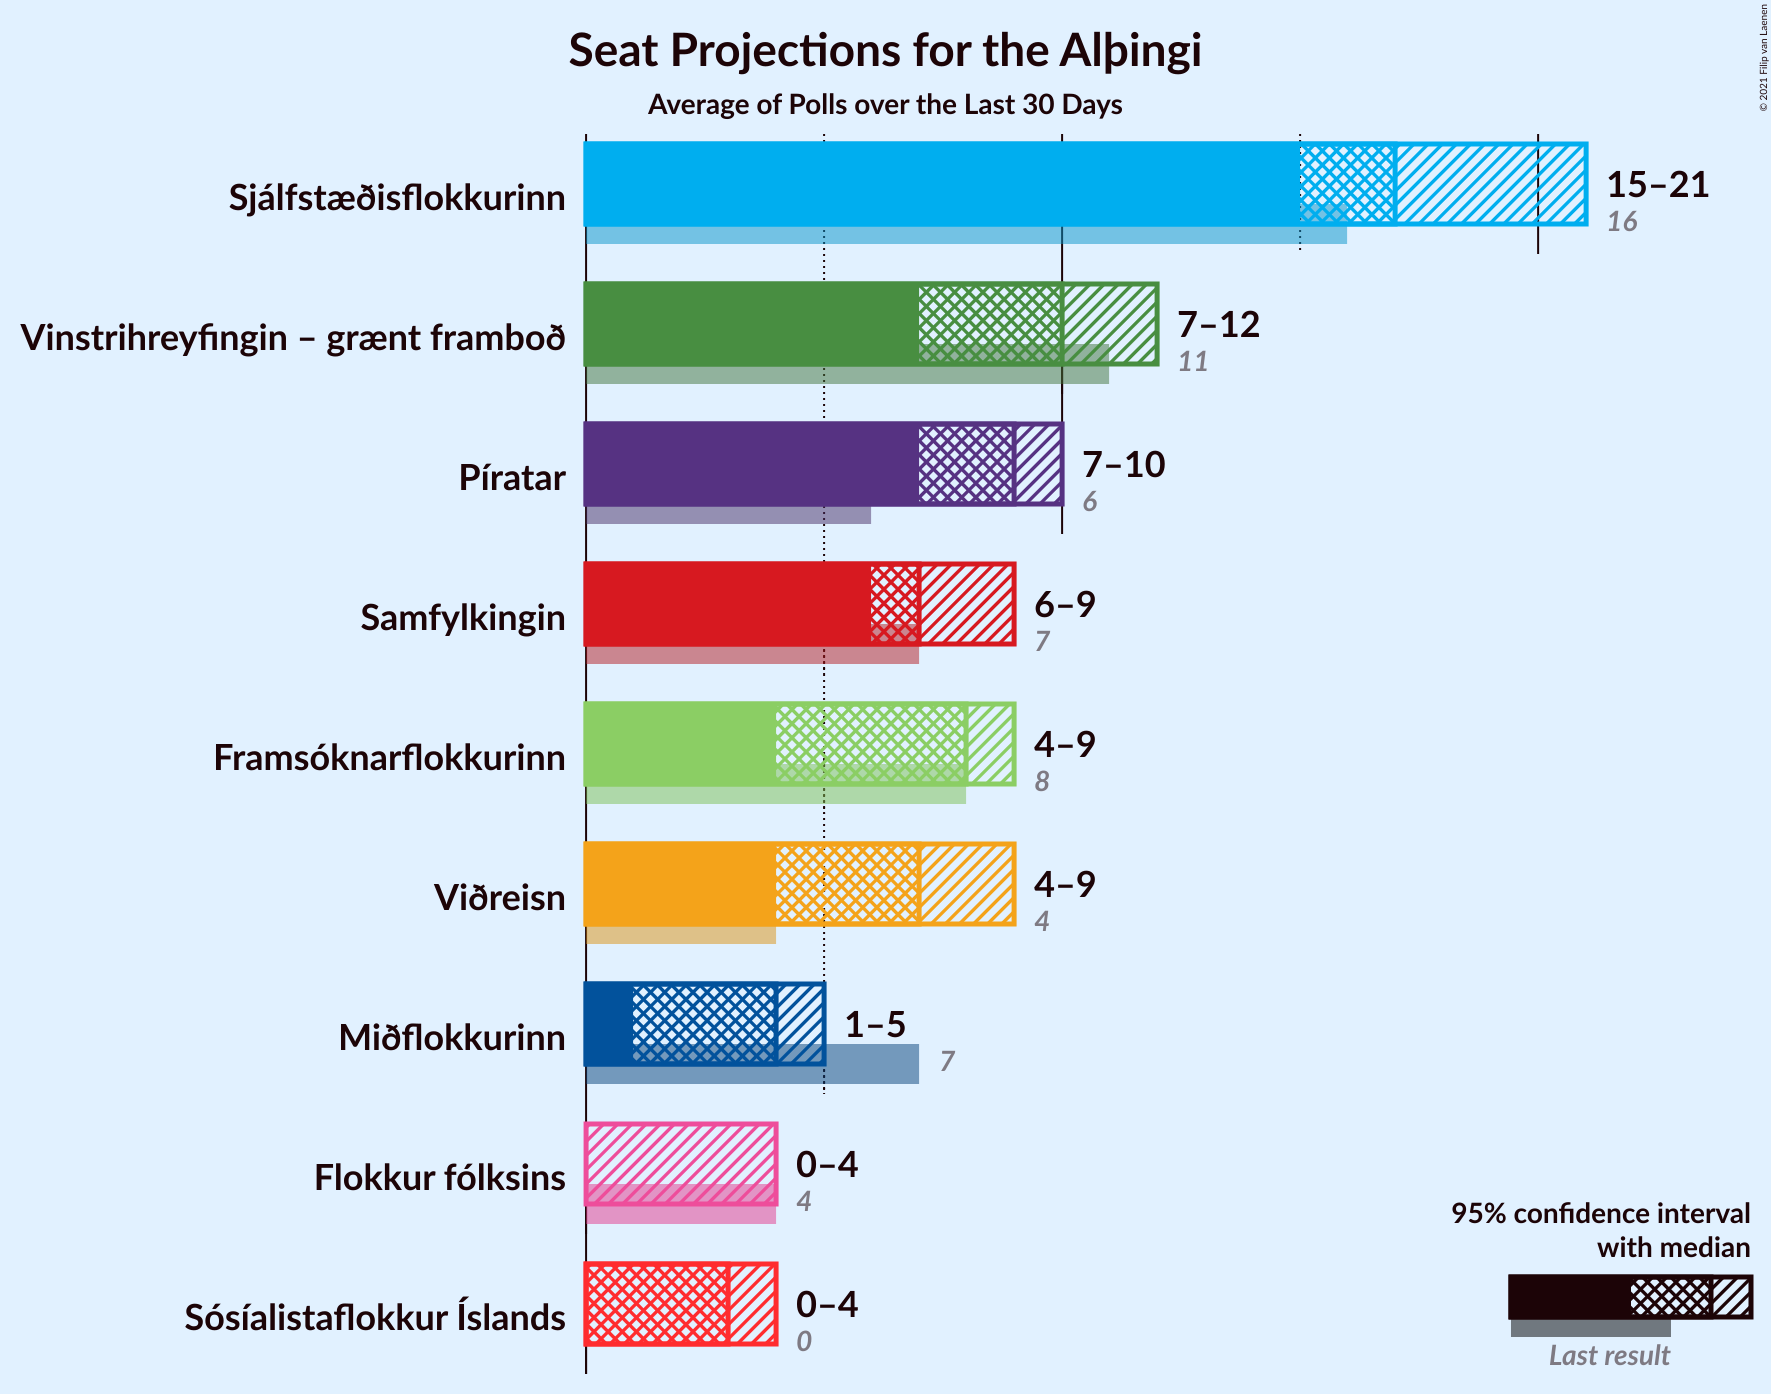 Seat Projections for the Alþingi
Average of Polls over the Last 30 Days
© 2021 Filip van Laenen
Sjálfstæðisflokkurinn
15–21
16
Vinstrihreyfingin – grænt framboð
7–12
11
Píratar
7–10
6
Samfylkingin
6–9
7
Framsóknarflokkurinn
4–9
8
Viðreisn
4–9
4
Miðflokkurinn
1–5
7
Flokkur fólksins
0–4
4
Sósíalistaflokkur Íslands
0–4
0
95% confidence interval
with median
Last result